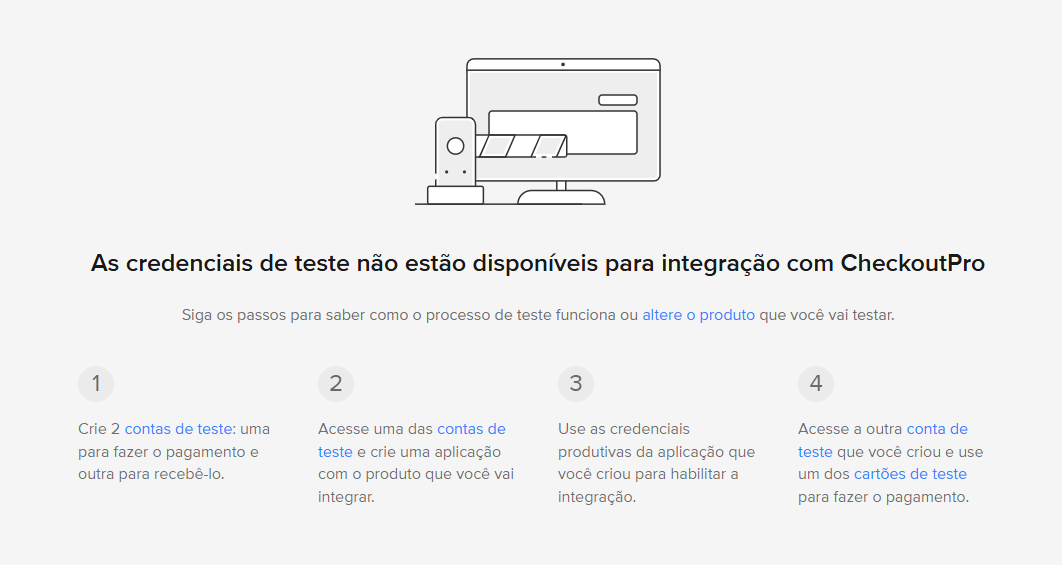 As credenciais de teste não estão disponíveis para integração com CheckoutPro
Siga os passos para saber como o processo de teste funciona ou altere o produto que você vai testar.
1
Crie 2 contas de teste: uma
para fazer o pagamento e
outra para recebê-lo.
2
Acesse uma das contas de
teste e crie uma aplicação
com o produto que você vai
integrar.
3
Use as credenciais
produtivas da aplicação que
você criou para habilitar a
integração.
4
Acesse a outra conta de
teste que você criou e use
um dos cartões de teste
para fazer o pagamento.